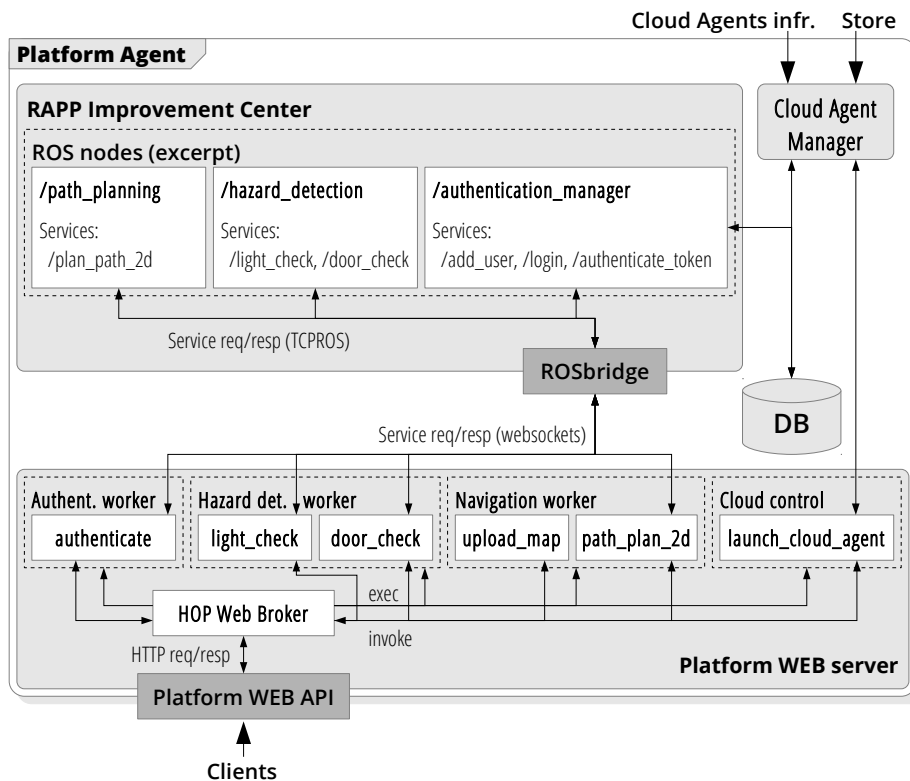 Cloud Agents infr. Store
Platform Agent
RAPP Improvement Center
Cloud Agent
Manager
ROS nodes (excerpt)
/path_planning
Services:
/plan_path_2d
/hazard_detection
Services:
/light_check, /door_check
/authentication_manager
Services:
/add_user, /login, /authenticate_token
Service req/resp (TCPROS)
ROSbridge
DB
Service req/resp (websockets)
Authent. worker
authenticate
Hazard det. worker
light_check
door_check
Navigation worker
upload_map
path_plan_2d
Cloud control
launch_cloud_agent
exec
HOP Web Broker
invoke
HTTP req/resp
Platform WEB server
Platform WEB API
Clients